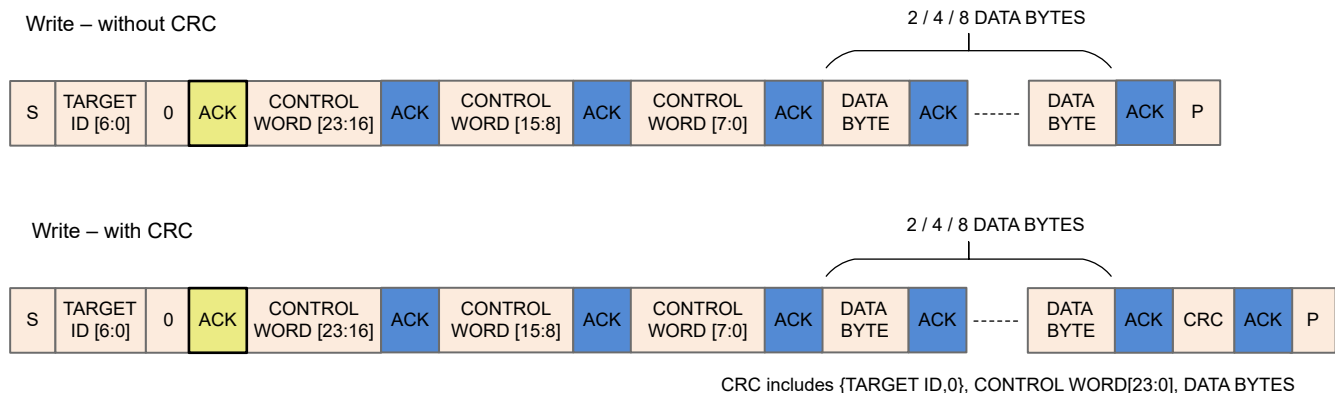 Write – without CRC
2 / 4 / 8 DATA BYTES
S TARGET ID [6:0] 0 ACK CONTROL WORD [23:16] ACK CONTROL WORD [15:8] ACK CONTROL WORD [7:0] ACK DATA BYTE ACK ------ DATA BYTE ACK P
Write – with CRC
2 / 4 / 8 DATA BYTES
S TARGET ID [6:0] 0 ACK CONTROL WORD [23:16] ACK CONTROL WORD [15:8] ACK CONTROL WORD [7:0] ACK DATA BYTE ACK ------ DATA BYTE ACK CRC ACK P
CRC includes {TARGET ID,0}, CONTROL WORD[23:0], DATA BYTES